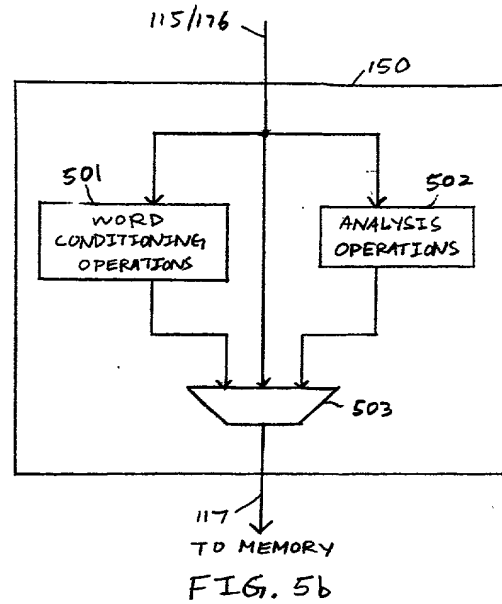 115/176
150
501
WORD
CONDITIONING
OPERATIONS
502
ANALYSIS
OPERATIONS
503
117
TO MEMORY
FIG. 5b